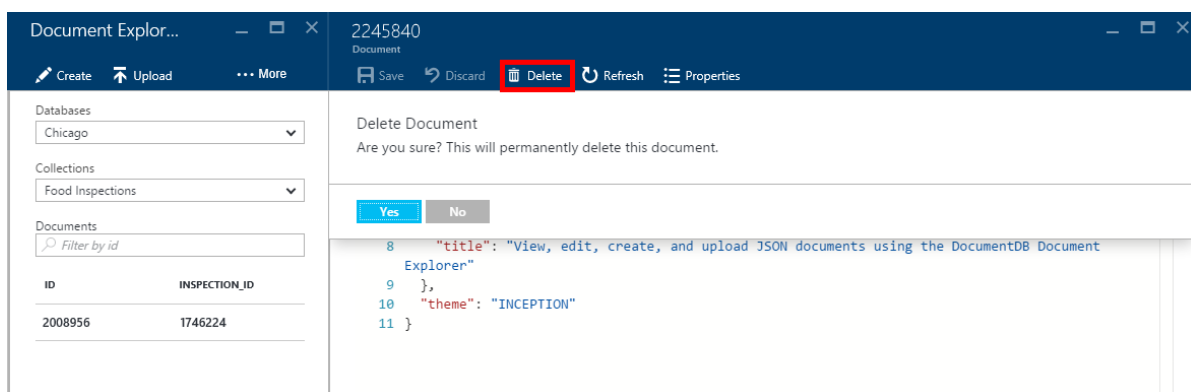 Document Explor...
Create Upload ··· More
Databases
Chicago
Collections
Food Inspections
Documents
Filter by id
ID INSPECTION_ID
2008956 1746224
2245840
Document
Save Discard Delete Refresh Properties
Delete Document
Are you sure? This will permanently delete this document.
Yes No
8 "title": "View, edit, create, and upload JSON documents using the DocumentDB Document
Explorer"
9 },
10 "theme": "INCEPTION"
11 }